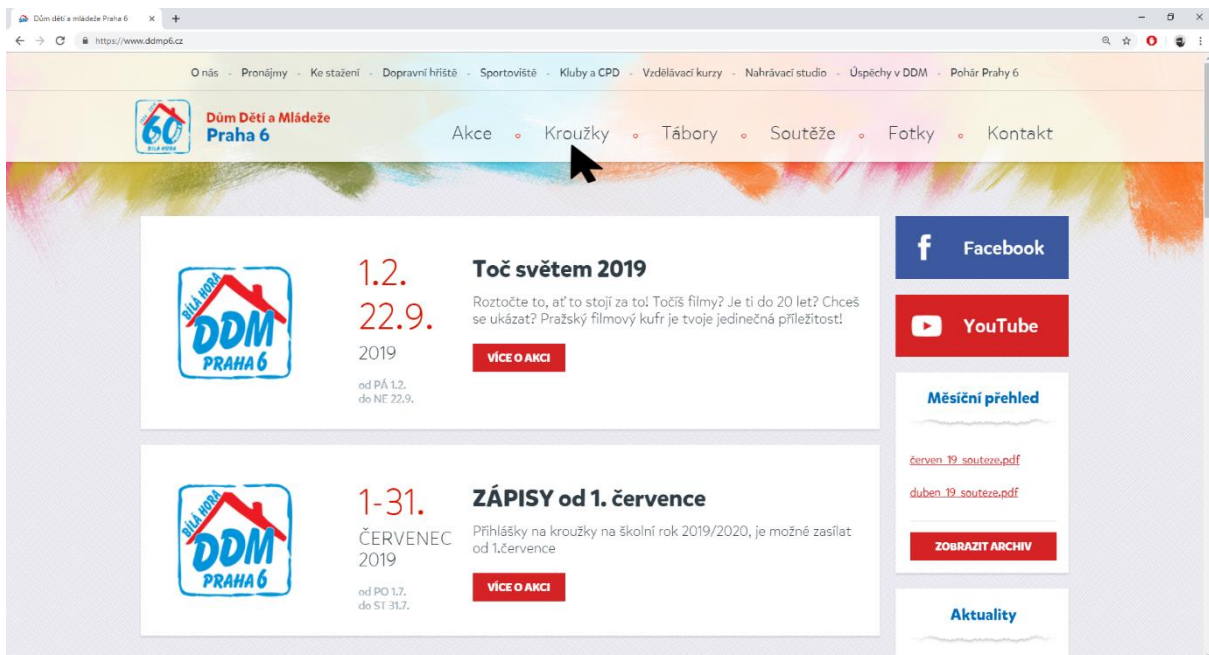 Dům dětí a mládeže Praha 6
https://www.ddmp6.cz
O nás - Pronájmy - Ke stažení - Dopravní hřiště - Sportoviště - Kluby a CPD - Vzdělávací kurzy - Nahrávací studio - Úspěchy v DDM - Pohár Prahy 6
60
BÍLÁ HORA
Dům Dětí a Mládeže
Praha 6
Akce Kroužky Tábory Soutěže Fotky Kontakt
BÍLÁ HORA
DDM
PRAHA 6
1.2.
22.9.
2019
od PÁ 1.2.
do NE 22.9.
Toč světem 2019
Roztočte to, ať to stojí za to! Točíš filmy? Je ti do 20 let? Chceš
se ukázat? Pražský filmový kufr je tvoje jedinečná příležitost!
VÍCE O AKCI
Facebook
YouTube
Měsíční přehled
červen 19 souteze.pdf
duben 19 souteze.pdf
ZOBRAZIT ARCHIV
BÍLÁ HORA
DDM
PRAHA 6
1-31.
ČERVENEC
2019
od PO 1.7.
do ST 31.7.
ZÁPISY od 1. července
Přihlášky na kroužky na školní rok 2019/2020, je možné zasílat
od 1.července
VÍCE O AKCI
Aktuality